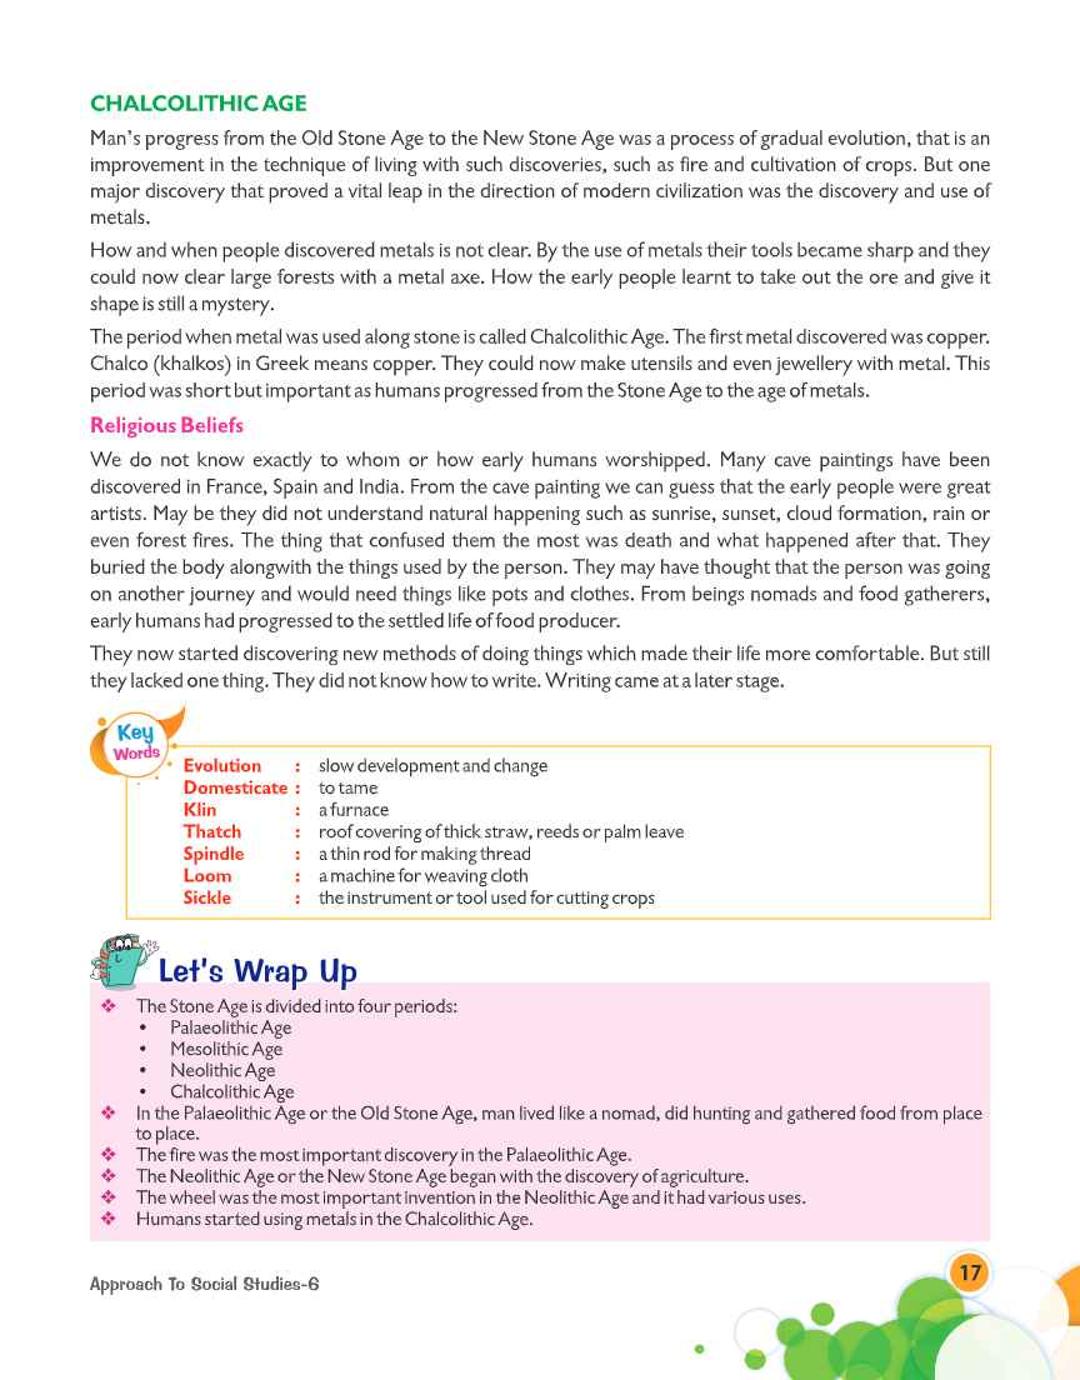 CHALCOLITHIC AGE
Man's progress from the Old Stone Age to the New Stone Age was a process of gradual evolution, that is an
improvement in the technique of living with such discoveries, such as fire and cultivation of crops. But one
major discovery that proved a vital leap in the direction of modern civilization was the discovery and use of
metals.
How and when people discovered metals is not clear. By the use of metals their tools became sharp and they
could now clear large forests with a metal axe. How the early people learnt to take out the ore and give it
shape is still a mystery.
The period when metal was used along stone is called Chalcolithic Age. The first metal discovered was copper.
Chalco (khalkos) in Greek means copper. They could now make utensils and even jewellery with metal. This
period was short but important as humans progressed from the Stone Age to the age of metals.
Religious Beliefs
We do not know exactly to whom or how early humans worshipped. Many cave paintings have been
discovered in France, Spain and India. From the cave painting we can guess that the early people were great
artists. May be they did not understand natural happening such as sunrise, sunset, cloud formation, rain or
even forest fires. The thing that confused them the most was death and what happened after that. They
buried the body alongwith the things used by the person. They may have thought that the person was going
on another journey and would need things like pots and clothes. From beings nomads and food gatherers,
early humans had progressed to the settled life of food producer.
They now started discovering new methods of doing things which made their life more comfortable. But still
they lacked one thing. They did not know how to write. Writing came at a later stage.
Key
Words
Evolution : slow development and change
Domesticate : to tame
Klin : a furnace
Thatch : roof covering of thick straw, reeds or palm leave
Spindle : a thin rod for making thread
Loom : a machine for weaving cloth
Sickle : the instrument or tool used for cutting crops
Let's Wrap Up
❖ The Stone Age is divided into four periods:
• Palaeolithic Age
• Mesolithic Age
• Neolithic Age
• Chalcolithic Age
❖ In the Palaeolithic Age or the Old Stone Age, man lived like a nomad, did hunting and gathered food from place
to place.
❖ The fire was the most important discovery in the Palaeolithic Age.
❖ The Neolithic Age or the New Stone Age began with the discovery of agriculture.
❖ The wheel was the most important invention in the Neolithic Age and it had various uses.
❖ Humans started using metals in the Chalcolithic Age.
Approach To Social Studies-6
17